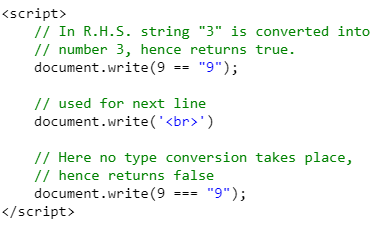 <script>
// In R.H.S. string "3" is converted into
// number 3, hence returns true.
document.write(9 == "9");
// used for next line
document.write('<br>')
// Here no type conversion takes place,
// hence returns false
document.write(9 === "9");
</script>